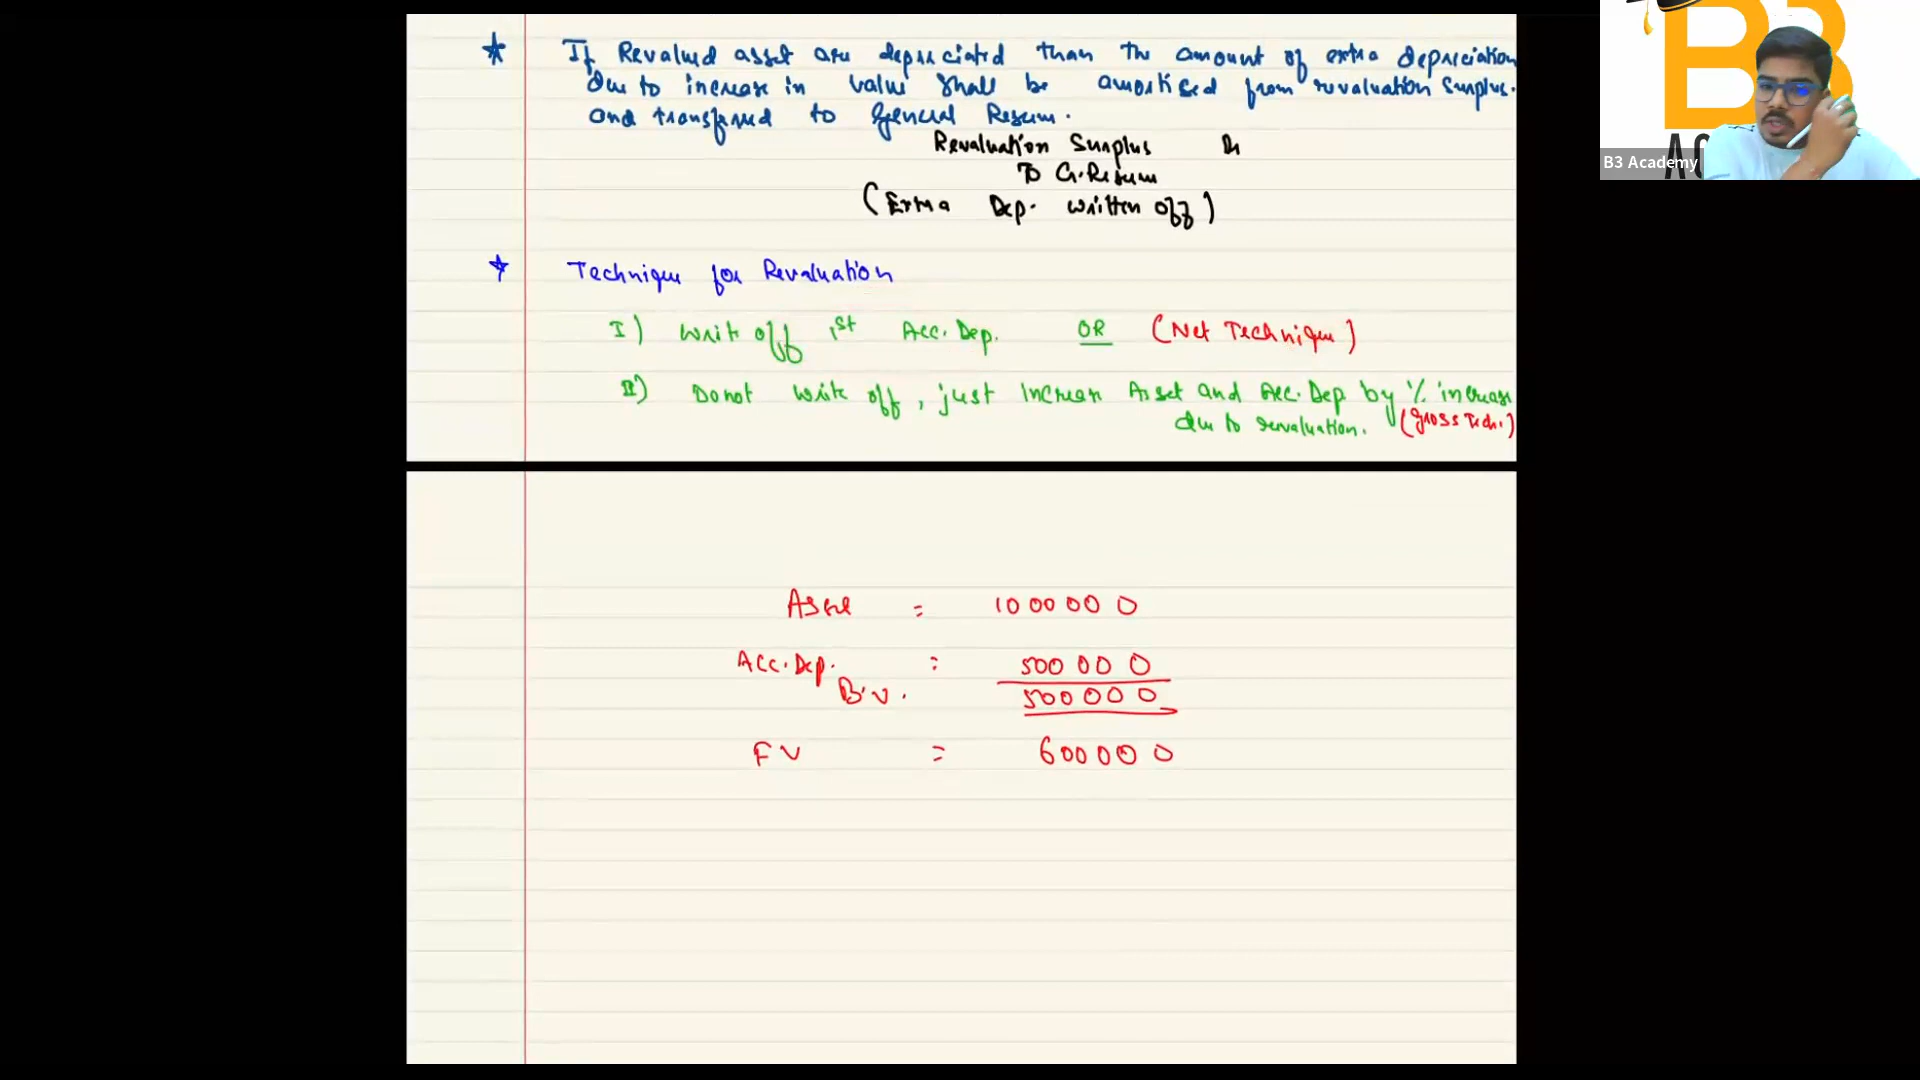 If Revalued asset are depreciated than the amount of extra depreciation
due to increase in value shall be amortised from revaluation Surplus.
and transferred to General Reserve.
Revaluation Surplus Dr
To G. Reserve
(Extra Dep. written off)
Technique for Revaluation
I) Write off 1st Acc. Dep. OR (Net Technique)
II) Do not write off, just increase Asset and Acc. Dep by % increase
due to revaluation. (Gross Tech.)
Asset = 1000000
Acc. Dep. = 500000
B.V. 500000
FV = 600000
B3
B3 Academy